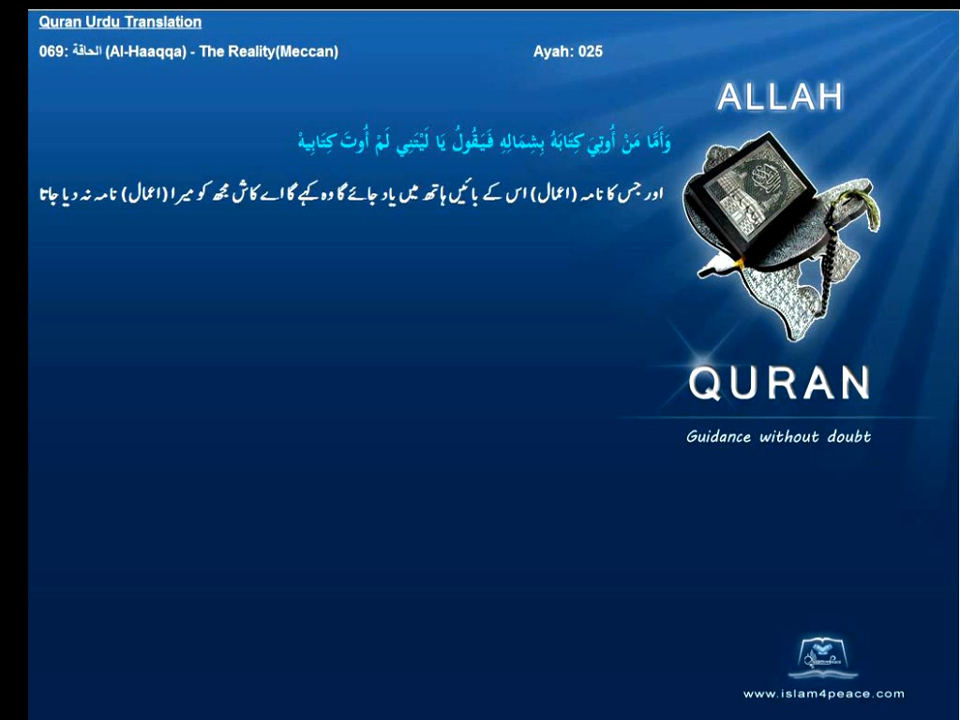 Quran Urdu Translation
069: الحاقة (Al-Haaqqa) - The Reality(Meccan) Ayah: 025
ALLAH
وَأَمَّا مَنْ أُوتِيَ كِتَابَهُ بِشِمَالِهِ فَيَقُولُ يَا لَيْتَنِي لَمْ أُوتَ كِتَابِيهْ
اور جس کا نامہ (اعمال) اس کے بائیں ہاتھ میں یاد جائے گا وہ کہے گا اے کاش مجھ کو میرا (اعمال) نامہ نہ دیا جاتا
QURAN
Guidance without doubt
www.islam4peace.com